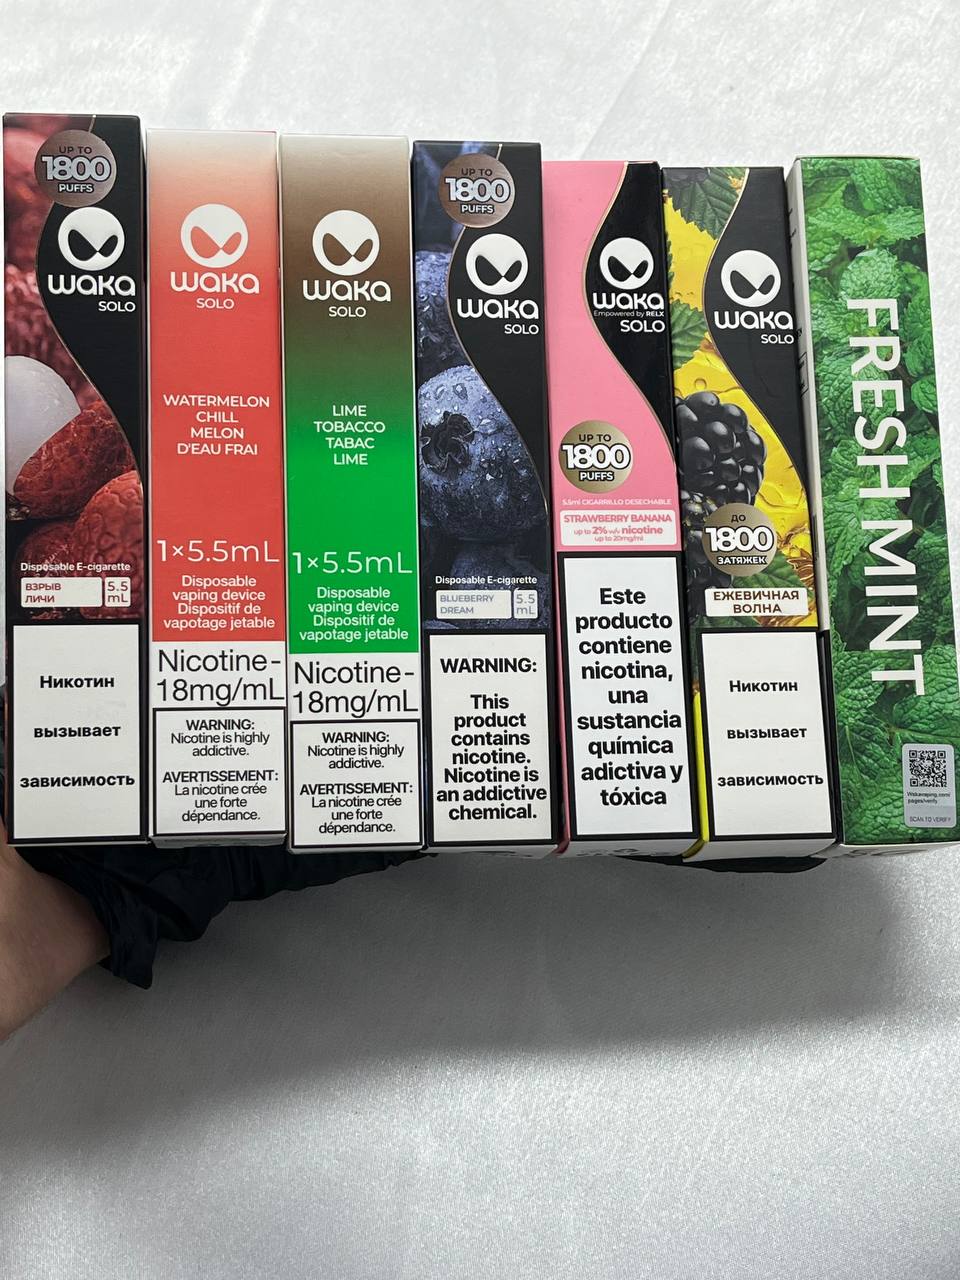 UP TO
1800
PUFFS
waka
SOLO
Disposable E-cigarette
ВЗРЫВ
ЛИЧИ
5.5
mL
Никотин
вызывает
зависимость
waka
SOLO
WATERMELON
CHILL
MELON
D'EAU FRAI
1×5.5mL
Disposable
vaping device
Dispositif de
vapotage jetable
Nicotine-
18mg/mL
WARNING:
Nicotine is highly
addictive.
AVERTISSEMENT:
La nicotine crée
une forte
dépendance.
waka
SOLO
LIME
TOBACCO
TABAC
LIME
1×5.5mL
Disposable
vaping device
Dispositif de
vapotage jetable
Nicotine-
18mg/mL
WARNING:
Nicotine is highly
addictive.
AVERTISSEMENT:
La nicotine crée
une forte
dépendance.
UP TO
1800
PUFFS
waka
SOLO
Disposable E-cigarette
BLUEBERRY
DREAM
5.5
mL
WARNING:
This
product
contains
nicotine.
Nicotine is
an addictive
chemical.
waka
Empowered by RELX
SOLO
UP TO
1800
PUFFS
5.5ml CIGARRILLO DESECHABLE
STRAWBERRY BANANA
up to 2% w/v nicotine
up to 20mg/ml
Este
producto
contiene
nicotina,
una
sustancia
química
adictiva y
tóxica
waka
SOLO
ДО
1800
ЗАТЯЖЕК
ЕЖЕВИЧНАЯ
ВОЛНА
Никотин
вызывает
зависимость
FRESH MINT
Wakavaping.com/
pages/verify
SCAN TO VERIFY